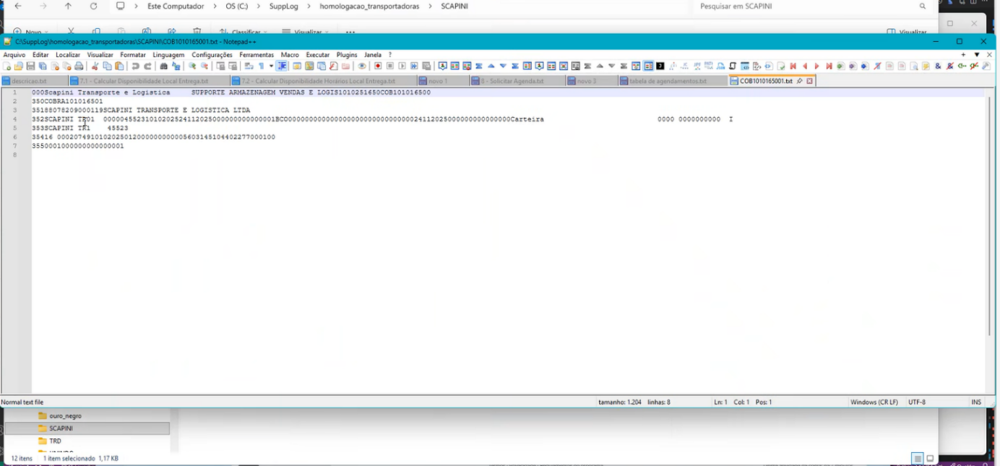 Este Computador > OS (C:) > SuppLog > homologacao_transportadoras > SCAPINI
Pesquisar em SCAPINI
Novo Classificar Visualizar ... Visualizar
C:\SuppLog\homologacao_transportadoras\SCAPINI\COB1010165001.txt - Notepad++
Arquivo Editar Localizar Visualizar Formatar Linguagem Configurações Ferramentas Macro Executar Plugins Janela ?
descricao.txt 7.1 - Calcular Disponibilidade Local Entrega.txt 7.2 - Calcular Disponibilidade Horários Local Entrega.txt novo 1 8 - Solicitar Agenda.txt novo 3 tabela de agendamentos.txt COB1010165001.txt
1 000Scapini Transporte e Logistica SUPPORTE ARMAZENAGEM VENDAS E LOGIS1010251650COB101016500
2 350COBRA101016501
3 35188078209000119SCAPINI TRANSPORTE E LOGISTICA LTDA
4 352SCAPINI Carteira 0000 0000000000 I
5 353SCAPINI 45523
6 35416
7
8
Normal text file tamanho: 1.204 linhas: 8 Ln: 1 Col: 1 Pos: 1 Windows (CR LF) UTF-8 INS
ouro_negro
SCAPINI
TRD
12 itens 1 item selecionado 1,17 KB